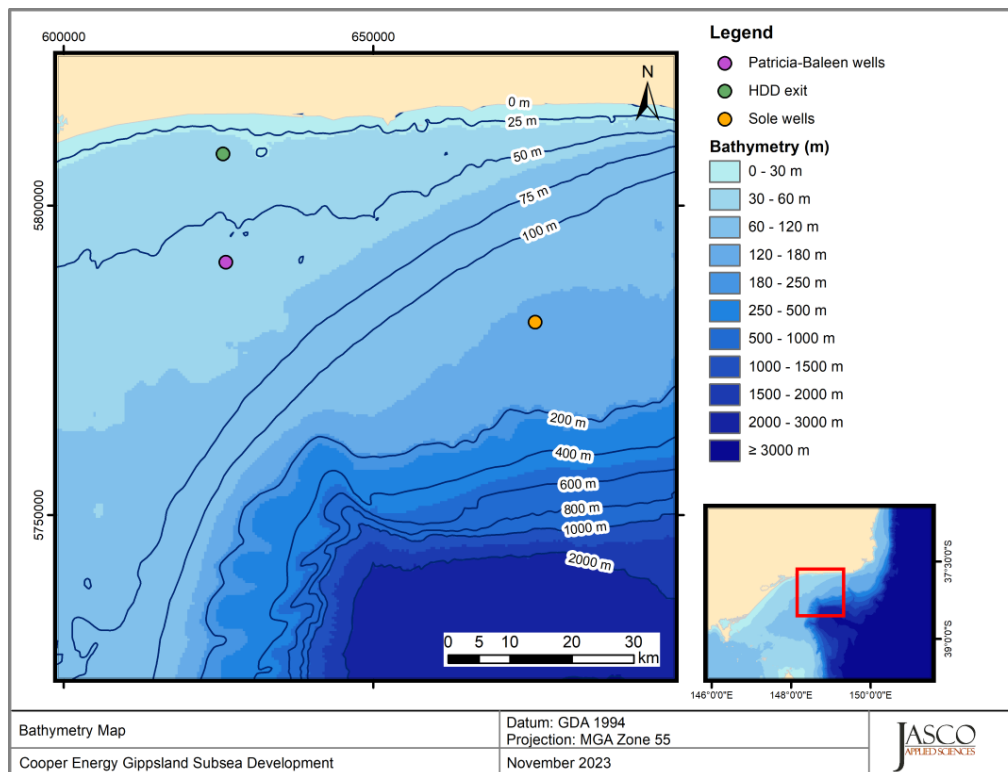 600000
650000
5800000
5750000
N
0 m
25 m
50 m
75 m
100 m
200 m
400 m
600 m
800 m
1000 m
2000 m
0 5 10 20 30
km
Legend
Patricia-Baleen wells
HDD exit
Sole wells
Bathymetry (m)
0 - 30 m
30 - 60 m
60 - 120 m
120 - 180 m
180 - 250 m
250 - 500 m
500 - 1000 m
1000 - 1500 m
1500 - 2000 m
2000 - 3000 m
≥ 3000 m
37°30'0"S
39°0'0"S
146°0'0"E 148°0'0"E 150°0'0"E
Bathymetry Map
Datum: GDA 1994
Projection: MGA Zone 55
Cooper Energy Gippsland Subsea Development
November 2023
JASCO
APPLIED SCIENCES